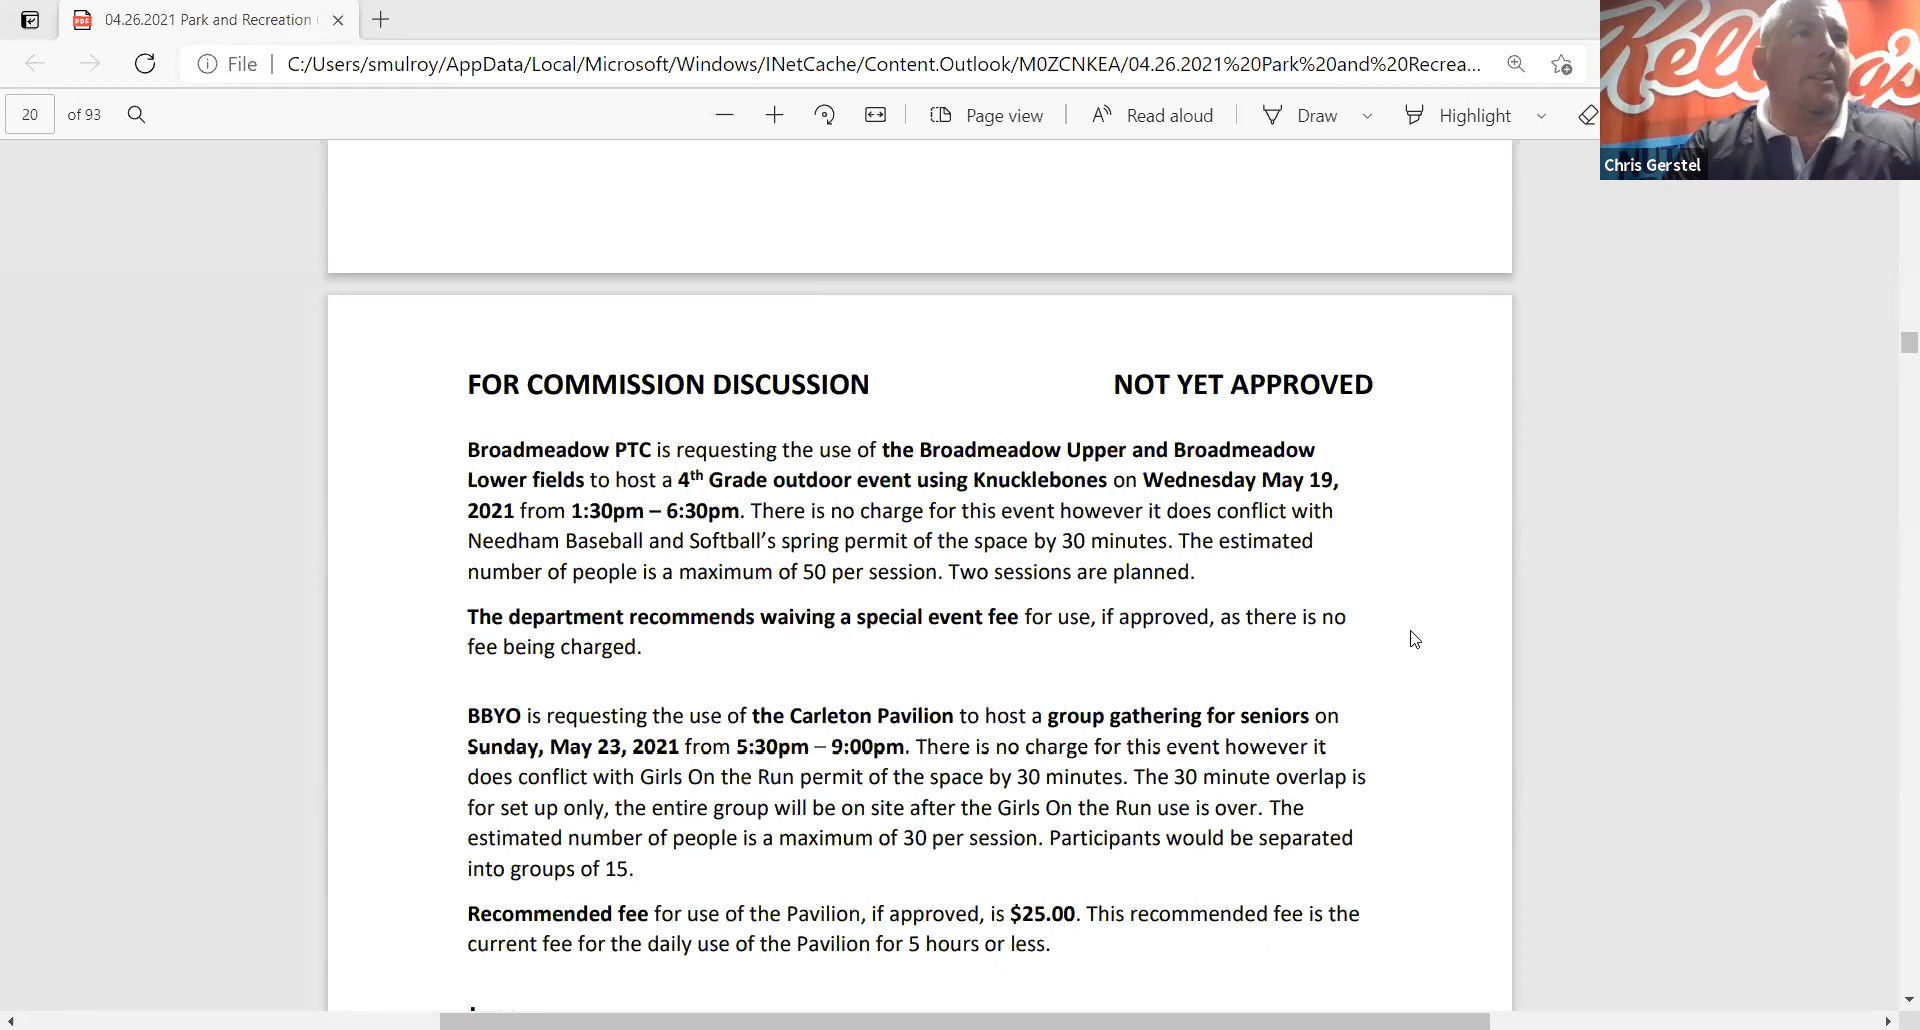 04.26.2021 Park and Recreation
File
C:/Users/smulroy/AppData/Local/Microsoft/Windows/INetCache/Content.Outlook/M0ZCNKEA/04.26.2021%20Park%20and%20Recrea...
20 of 93
Page view
Read aloud
Draw
Highlight
Kellogg's
Chris Gerstel
FOR COMMISSION DISCUSSION NOT YET APPROVED
Broadmeadow PTC is requesting the use of the Broadmeadow Upper and Broadmeadow
Lower fields to host a 4th Grade outdoor event using Knucklebones on Wednesday May 19,
2021 from 1:30pm – 6:30pm. There is no charge for this event however it does conflict with
Needham Baseball and Softball’s spring permit of the space by 30 minutes. The estimated
number of people is a maximum of 50 per session. Two sessions are planned.
The department recommends waiving a special event fee for use, if approved, as there is no
fee being charged.
BBYO is requesting the use of the Carleton Pavilion to host a group gathering for seniors on
Sunday, May 23, 2021 from 5:30pm – 9:00pm. There is no charge for this event however it
does conflict with Girls On the Run permit of the space by 30 minutes. The 30 minute overlap is
for set up only, the entire group will be on site after the Girls On the Run use is over. The
estimated number of people is a maximum of 30 per session. Participants would be separated
into groups of 15.
Recommended fee for use of the Pavilion, if approved, is $25.00. This recommended fee is the
current fee for the daily use of the Pavilion for 5 hours or less.